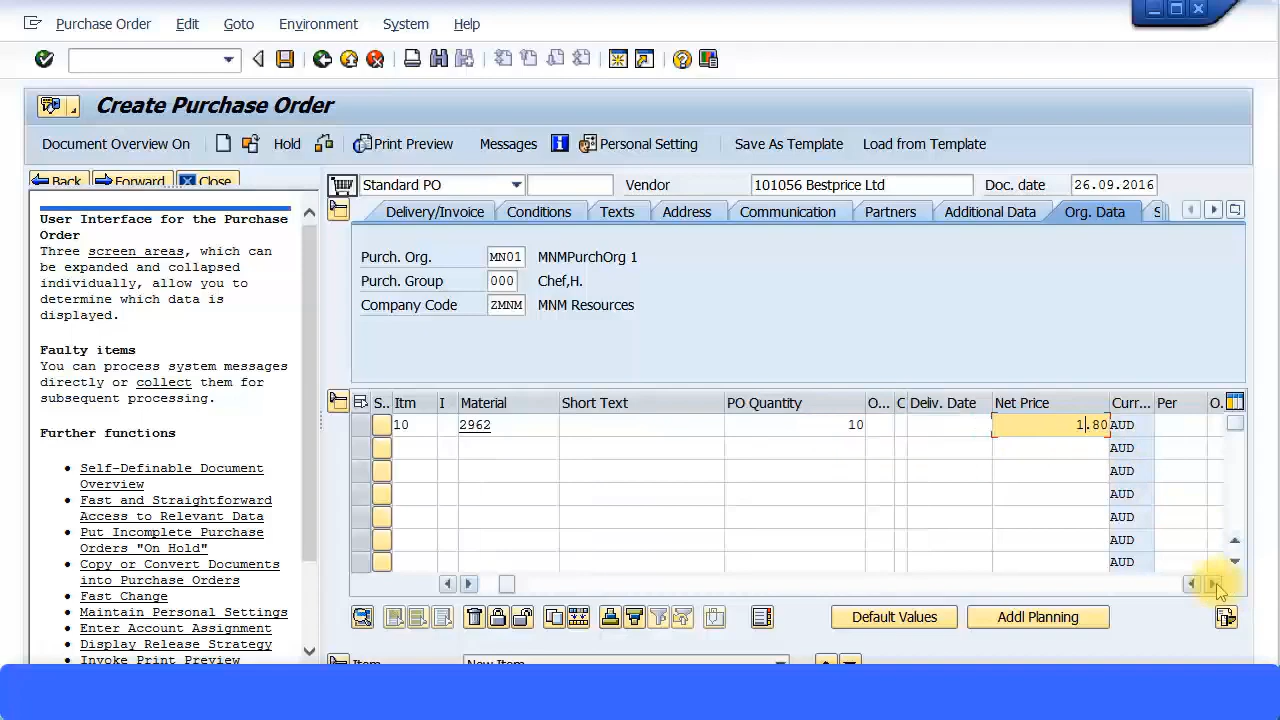 Purchase Order Edit Goto Environment System Help
Create Purchase Order
Document Overview On Hold Print Preview Messages Personal Setting Save As Template Load from Template
Back Forward Close
Standard PO Vendor 101056 Bestprice Ltd Doc. date 26.09.2016
Delivery/Invoice Conditions Texts Address Communication Partners Additional Data Org. Data S
User Interface for the Purchase
Order
Three screen areas, which can
be expanded and collapsed
individually, allow you to
determine which data is
displayed.
Faulty items
You can process system messages
directly or collect them for
subsequent processing.
Further functions
• Self-Definable Document
Overview
• Fast and Straightforward
Access to Relevant Data
• Put Incomplete Purchase
Orders "On Hold"
• Copy or Convert Documents
into Purchase Orders
• Fast Change
• Maintain Personal Settings
• Enter Account Assignment
• Display Release Strategy
• Invoke Print Preview
Purch. Org. MN01 MNMPurchOrg 1
Purch. Group 000 Chef,H.
Company Code ZMNM MNM Resources
S.. Itm I Material Short Text PO Quantity O... C Deliv. Date Net Price Curr... Per O.
10 2962 10 1.80 AUD
AUD
AUD
AUD
AUD
AUD
AUD
Default Values Addl Planning
Item New Item